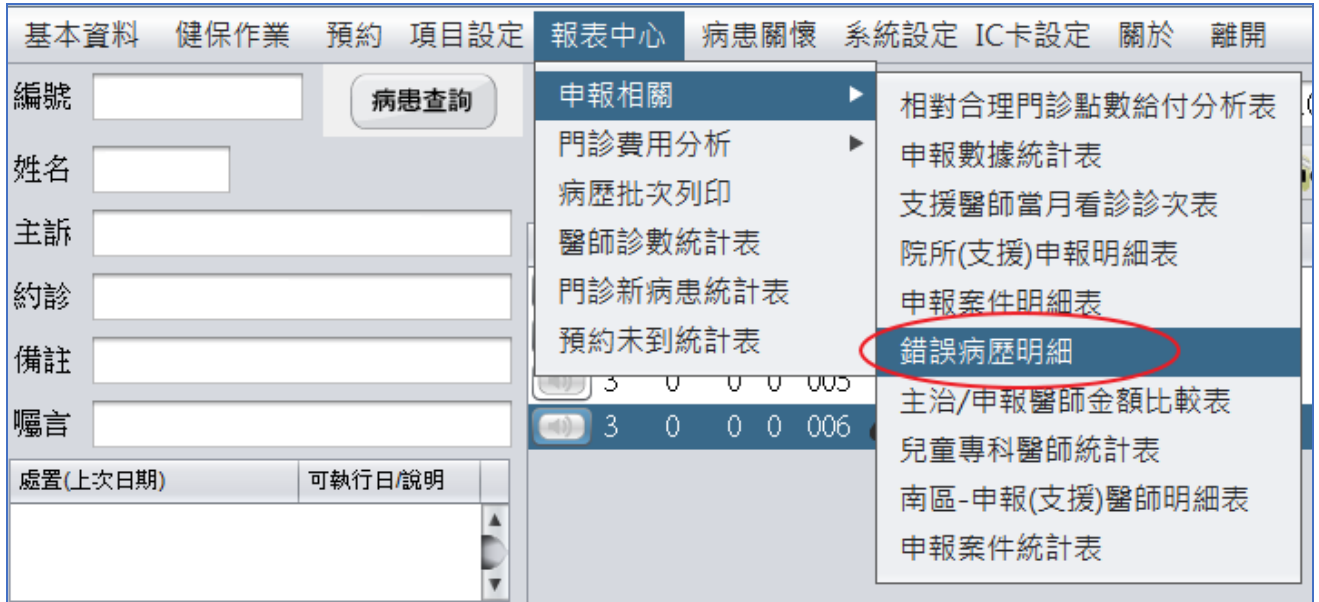 基本資料 健保作業 預約 項目設定 報表中心 病患關懷 系統設定 IC卡設定 關於 離開
編號
病患查詢
姓名
主訴
約診
備註
囑言
處置(上次日期) 可執行日/說明
申報相關
門診費用分析
病歷批次列印
醫師診數統計表
門診新病患統計表
預約未到統計表
相對合理門診點數給付分析表
申報數據統計表
支援醫師當月看診診次表
院所(支援)申報明細表
申報案件明細表
錯誤病歷明細
主治/申報醫師金額比較表
兒童專科醫師統計表
南區-申報(支援)醫師明細表
申報案件統計表
3 0 0 0 005
3 0 0 0 006